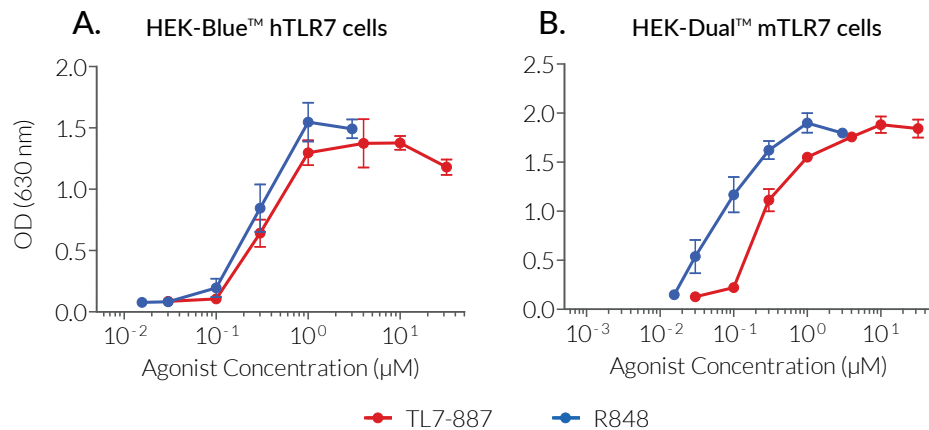 A. HEK-Blue™ hTLR7 cells
B. HEK-Dual™ mTLR7 cells
OD (630 nm)
2.0
1.5
1.0
0.5
0.0
10⁻² 10⁻¹ 10⁰ 10¹
Agonist Concentration (µM)
2.5
2.0
1.5
1.0
0.5
0.0
10⁻³ 10⁻² 10⁻¹ 10⁰ 10¹
Agonist Concentration (µM)
TL7-887 R848